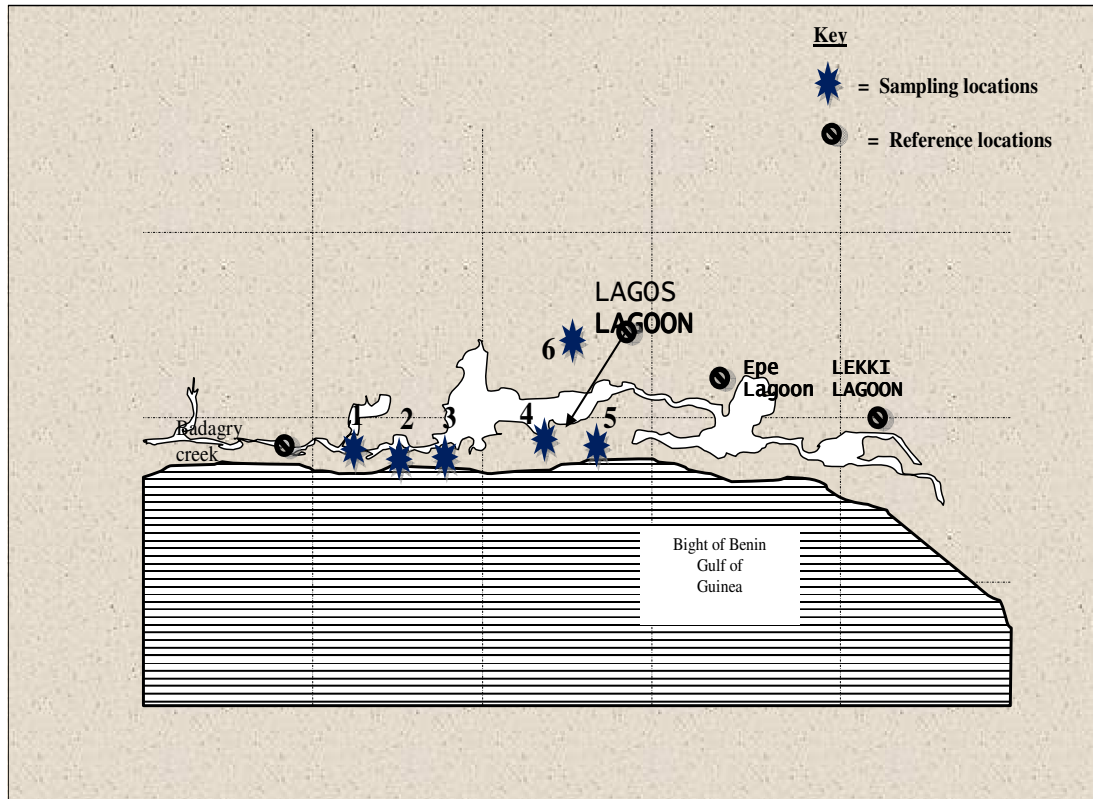 Key
= Sampling locations
= Reference locations
LAGOS
LAGOON
6
Epe
Lagoon
LEKKI
LAGOON
1
2
3
4
5
Badagry
creek
Bight of Benin
Gulf of
Guinea